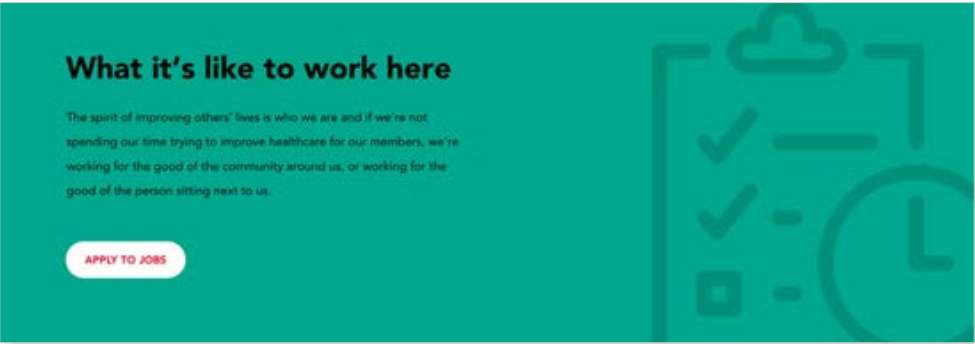 What it's like to work here
The spirit of improving others' lives is who we are and if we're not
spending our time trying to improve healthcare for our members, we're
working for the good of the community around us, or working for the
good of the person sitting next to us.
APPLY TO JOBS